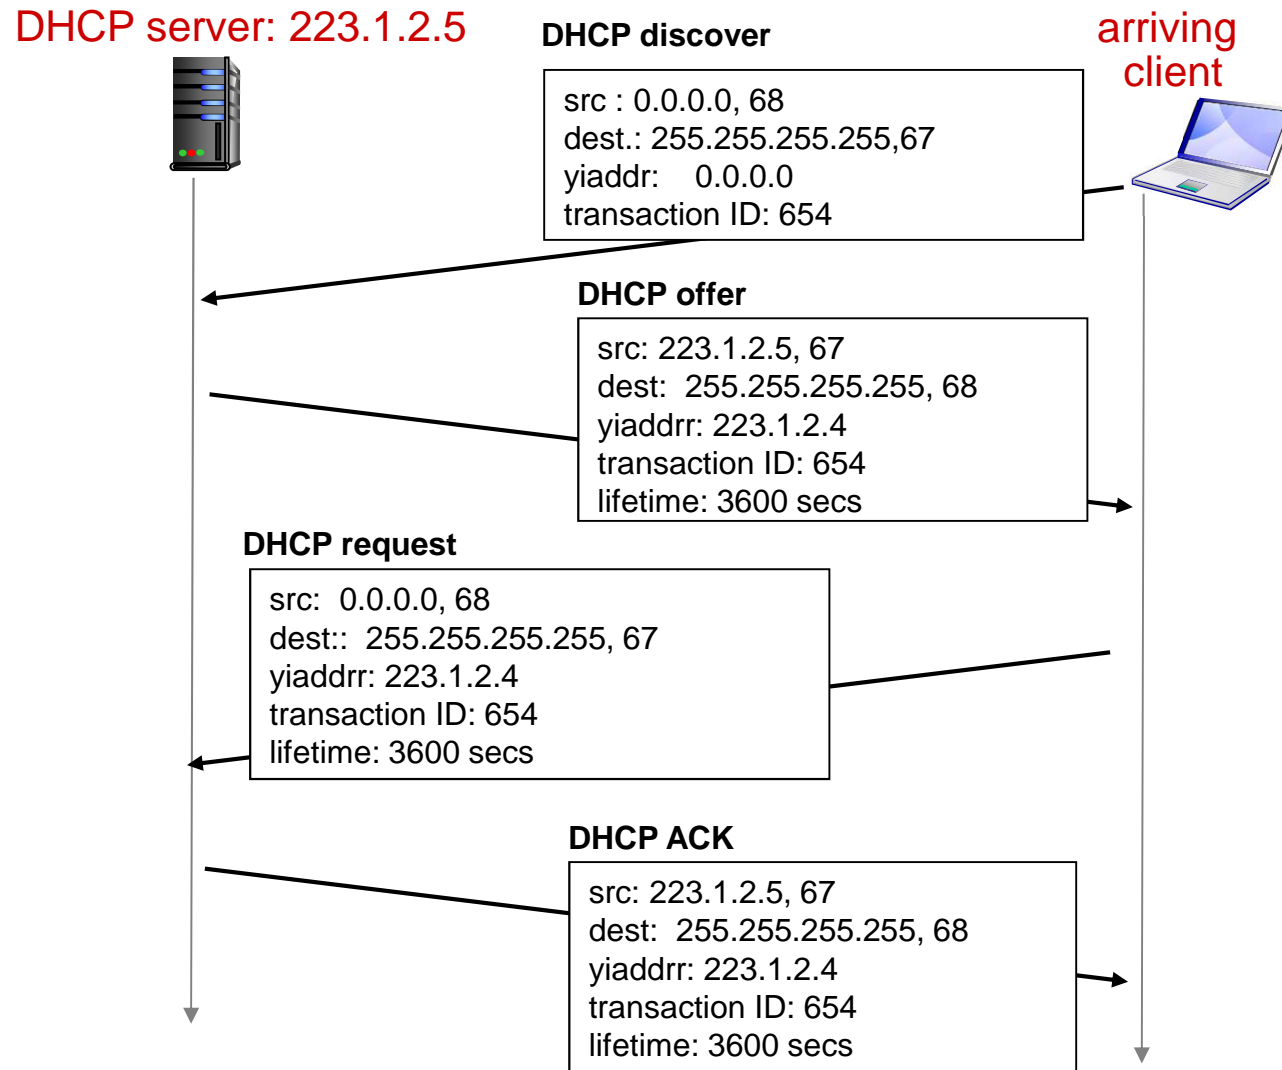 DHCP server: 223.1.2.5
arriving
client
DHCP discover
src : 0.0.0.0, 68
dest.: 255.255.255.255,67
yiaddr: 0.0.0.0
transaction ID: 654
DHCP offer
src: 223.1.2.5, 67
dest: 255.255.255.255, 68
yiaddrr: 223.1.2.4
transaction ID: 654
lifetime: 3600 secs
DHCP request
src: 0.0.0.0, 68
dest:: 255.255.255.255, 67
yiaddrr: 223.1.2.4
transaction ID: 654
lifetime: 3600 secs
DHCP ACK
src: 223.1.2.5, 67
dest: 255.255.255.255, 68
yiaddrr: 223.1.2.4
transaction ID: 654
lifetime: 3600 secs